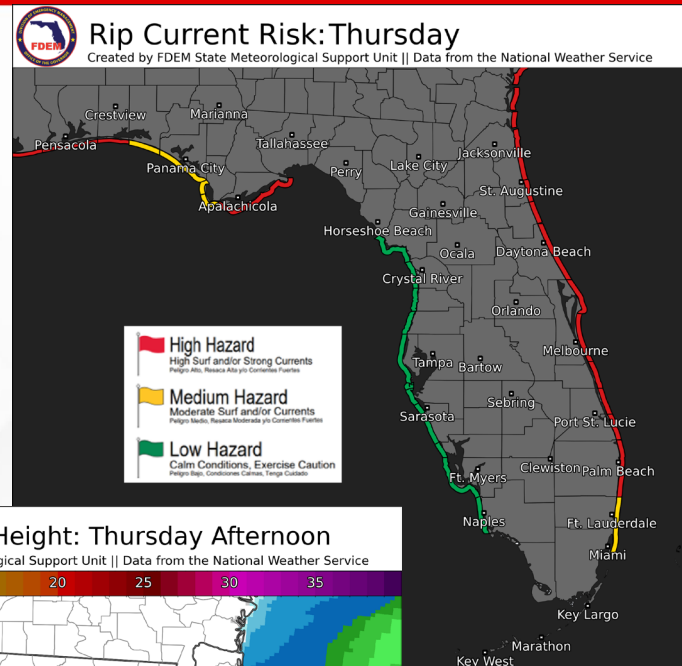 FDEM
Rip Current Risk: Thursday
Created by FDEM State Meteorological Support Unit || Data from the National Weather Service
Crestview
Marianna
Pensacola
Tallahassee
Jacksonville
Panama City
Perry
Lake City
St. Augustine
Apalachicola
Gainesville
Horseshoe Beach
Ocala
Daytona Beach
Crystal River
Orlando
High Hazard
High Surf and/or Strong Currents
Peligro Alto, Resaca Alta y/o Corrientes Fuertes
Melbourne
Tampa
Bartow
Medium Hazard
Moderate Surf and/or Currents
Peligro Medio, Resaca Moderada y/o Corrientes Fuertes
Sebring
Sarasota
Port St. Lucie
Low Hazard
Calm Conditions, Exercise Caution
Peligro Bajo, Condiciones Calmas, Tenga Cuidado
Clewiston
Palm Beach
Ft. Myers
Naples
Ft. Lauderdale
Miami
Height: Thursday Afternoon
gical Support Unit || Data from the National Weather Service
20 25 30 35
Key Largo
Marathon
Key West